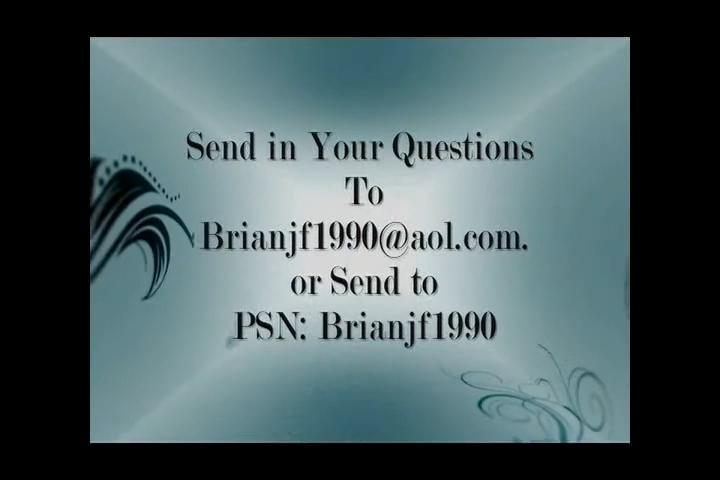 Send in Your Questions
To
Brianjf1990@aol.com.
or Send to
PSN: Brianjf1990